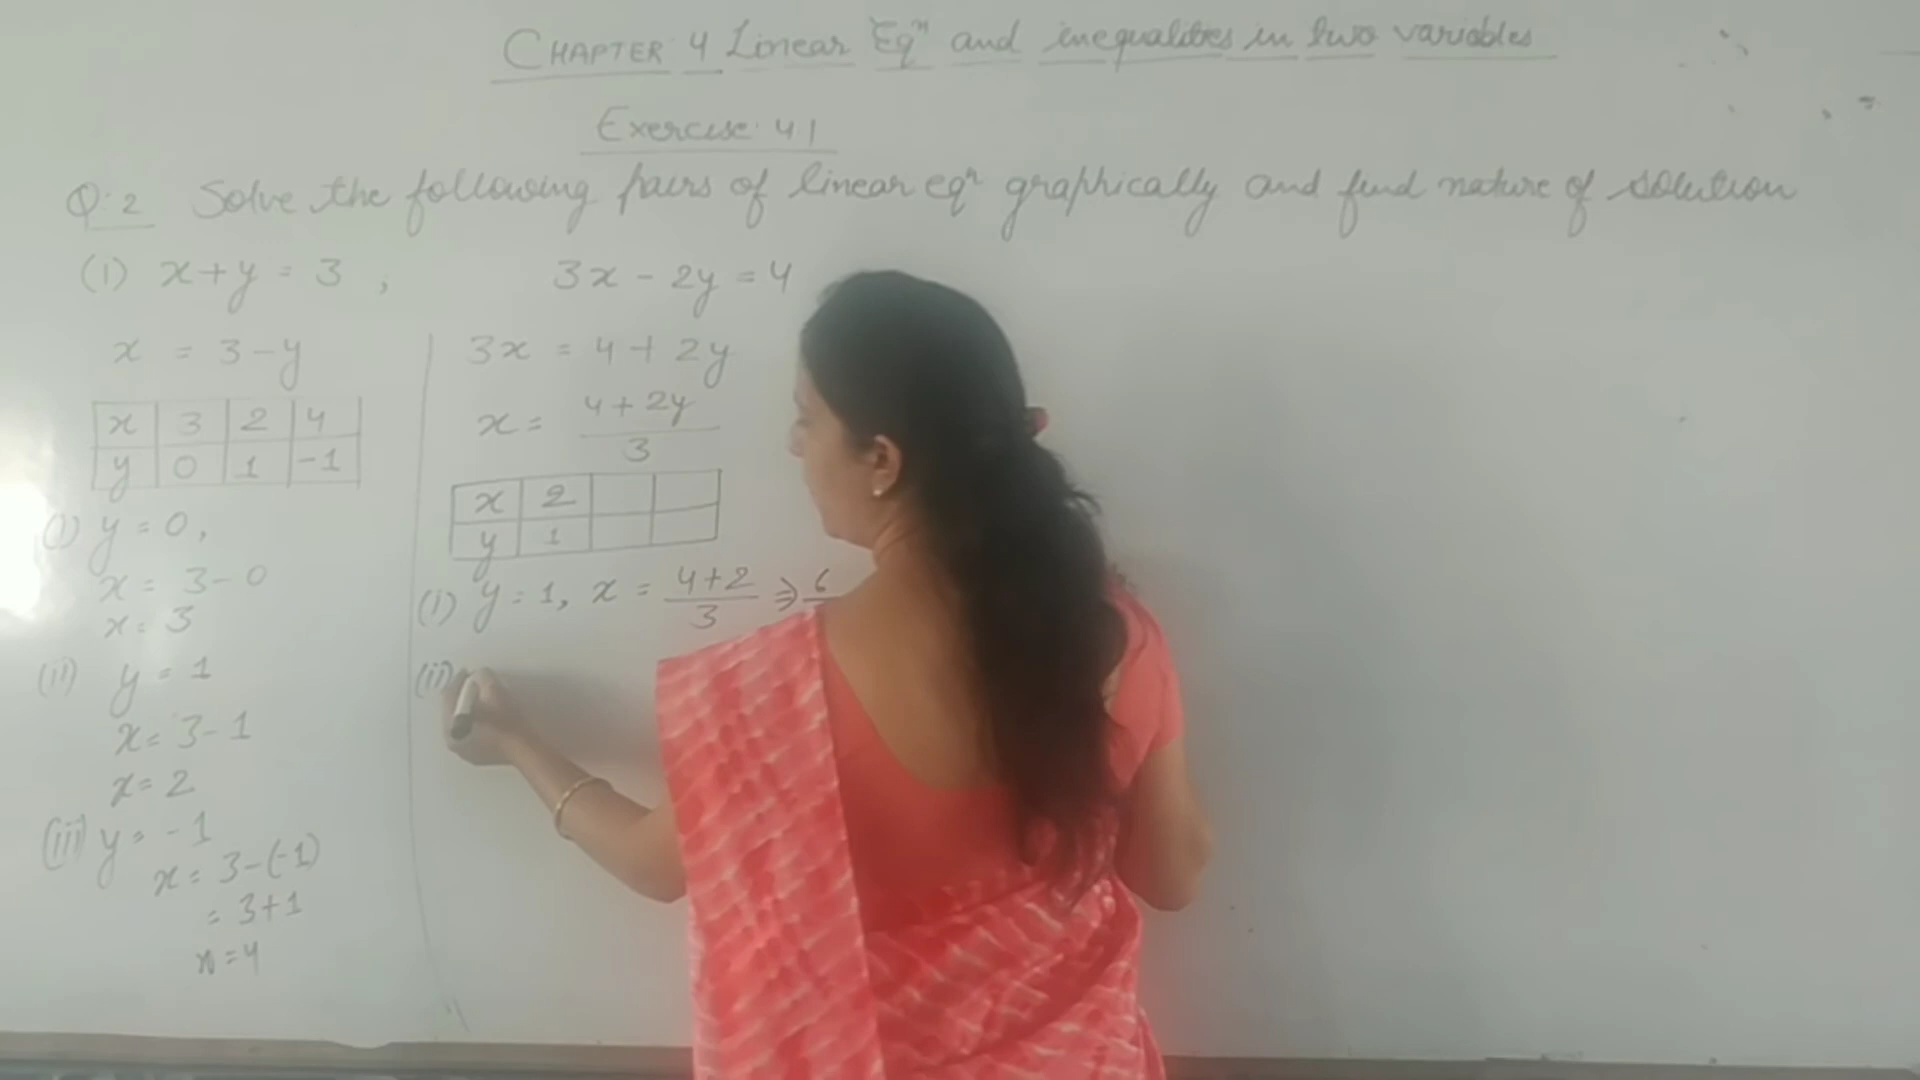 CHAPTER 4 Linear Eqⁿ and inequalities in two variables
Exercise: 4.1
Q:2 Solve the following pairs of linear eqⁿ graphically and find nature of solution
(i) x+y = 3 , 3x - 2y = 4
x = 3-y
x 3 2 4
y 0 1 -1
(i) y = 0,
x = 3-0
x = 3
(ii) y = 1
x = 3-1
x = 2
(iii) y = -1
x = 3-(-1)
= 3+1
x = 4
3x = 4+2y
x = 4+2y / 3
x 2
y 1
(i) y = 1, x = 4+2 / 3 ⇒ 6
(ii)